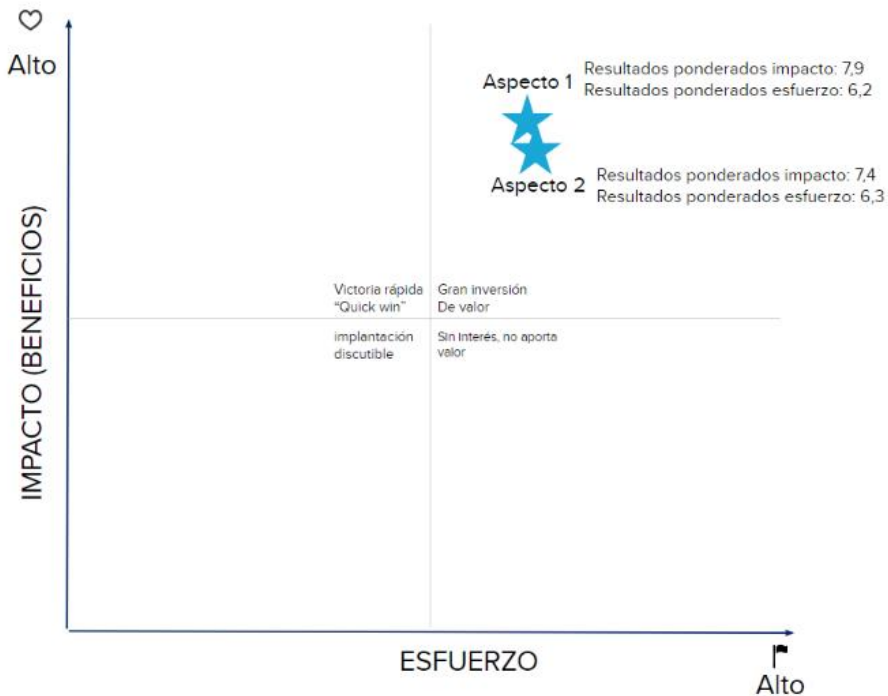 Alto
Aspecto 1
Resultados ponderados impacto: 7,9
Resultados ponderados esfuerzo: 6,2
Aspecto 2
Resultados ponderados impacto: 7,4
Resultados ponderados esfuerzo: 6,3
IMPACTO (BENEFICIOS)
Victoria rápida
“Quick win”
Gran inversión
De valor
implantación
discutible
Sin Interés, no aporta
valor
ESFUERZO
Alto